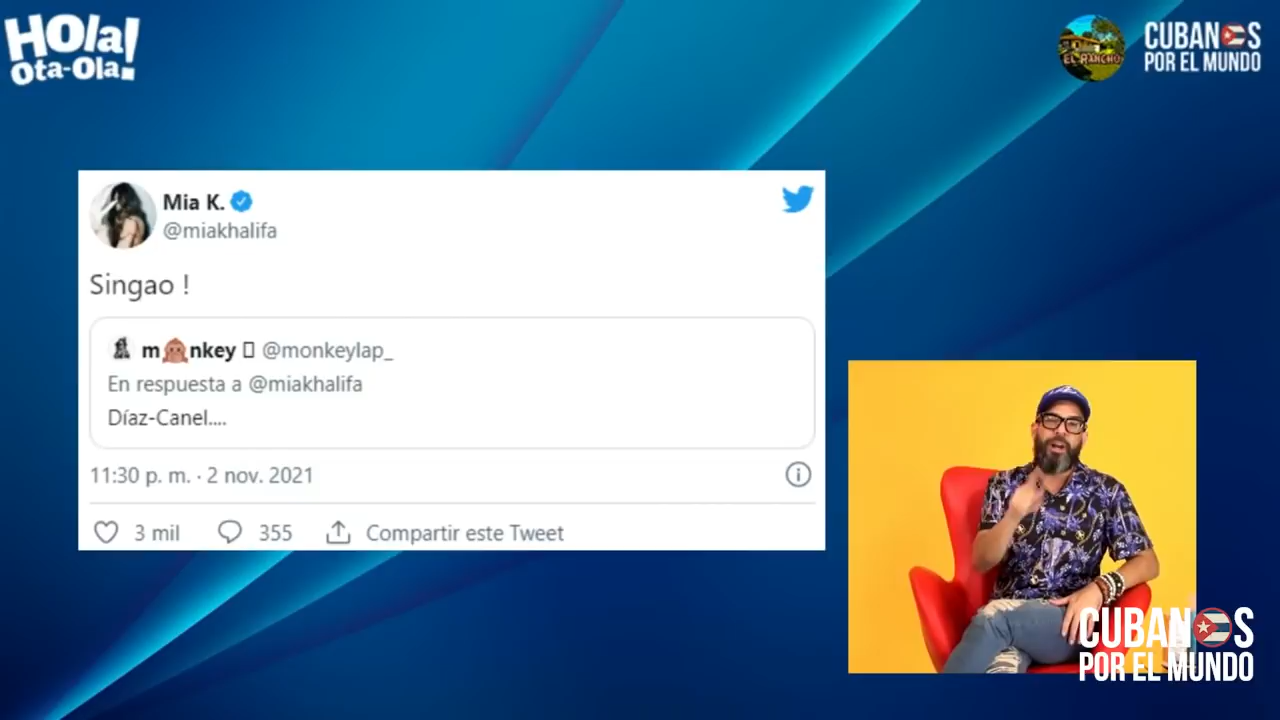 HOla!
Ota-Ola!
EL RANCHO
CUBANOS
POR EL MUNDO
Mia K.
@miakhalifa
Singao !
m🙊nkey @monkeylap_
En respuesta a @miakhalifa
Díaz-Canel....
11:30 p. m. · 2 nov. 2021
3 mil 355 Compartir este Tweet
CUBANOS
POR EL MUNDO